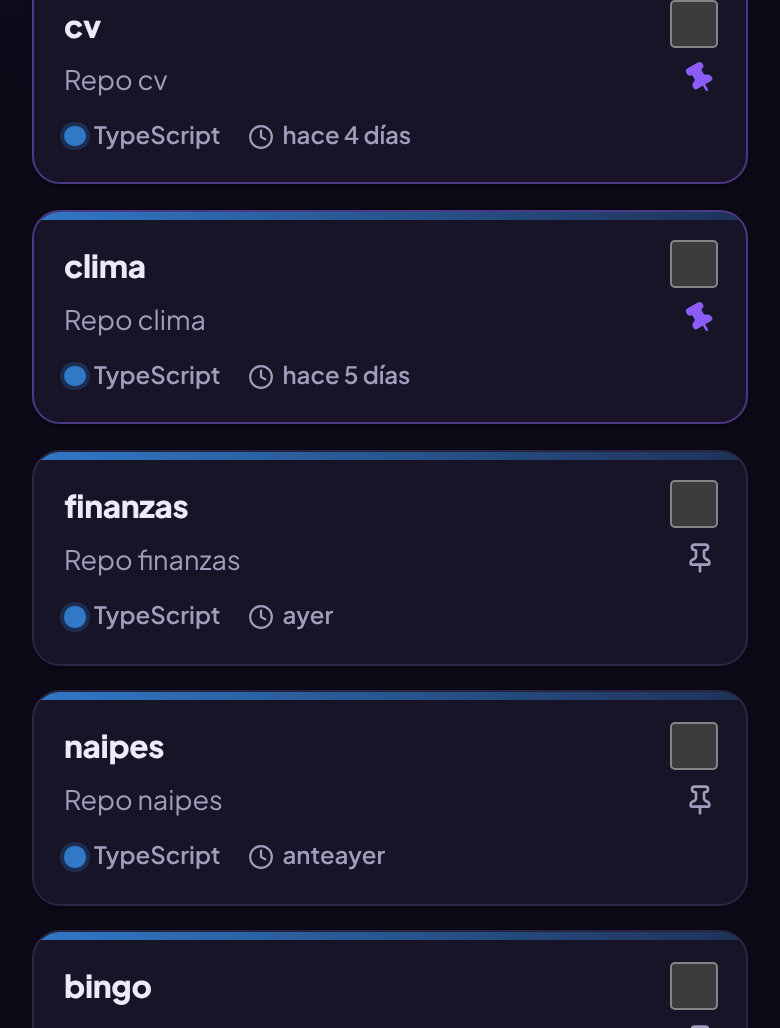 cv
Repo cv
TypeScript hace 4 días
clima
Repo clima
TypeScript hace 5 días
finanzas
Repo finanzas
TypeScript ayer
naipes
Repo naipes
TypeScript anteayer
bingo